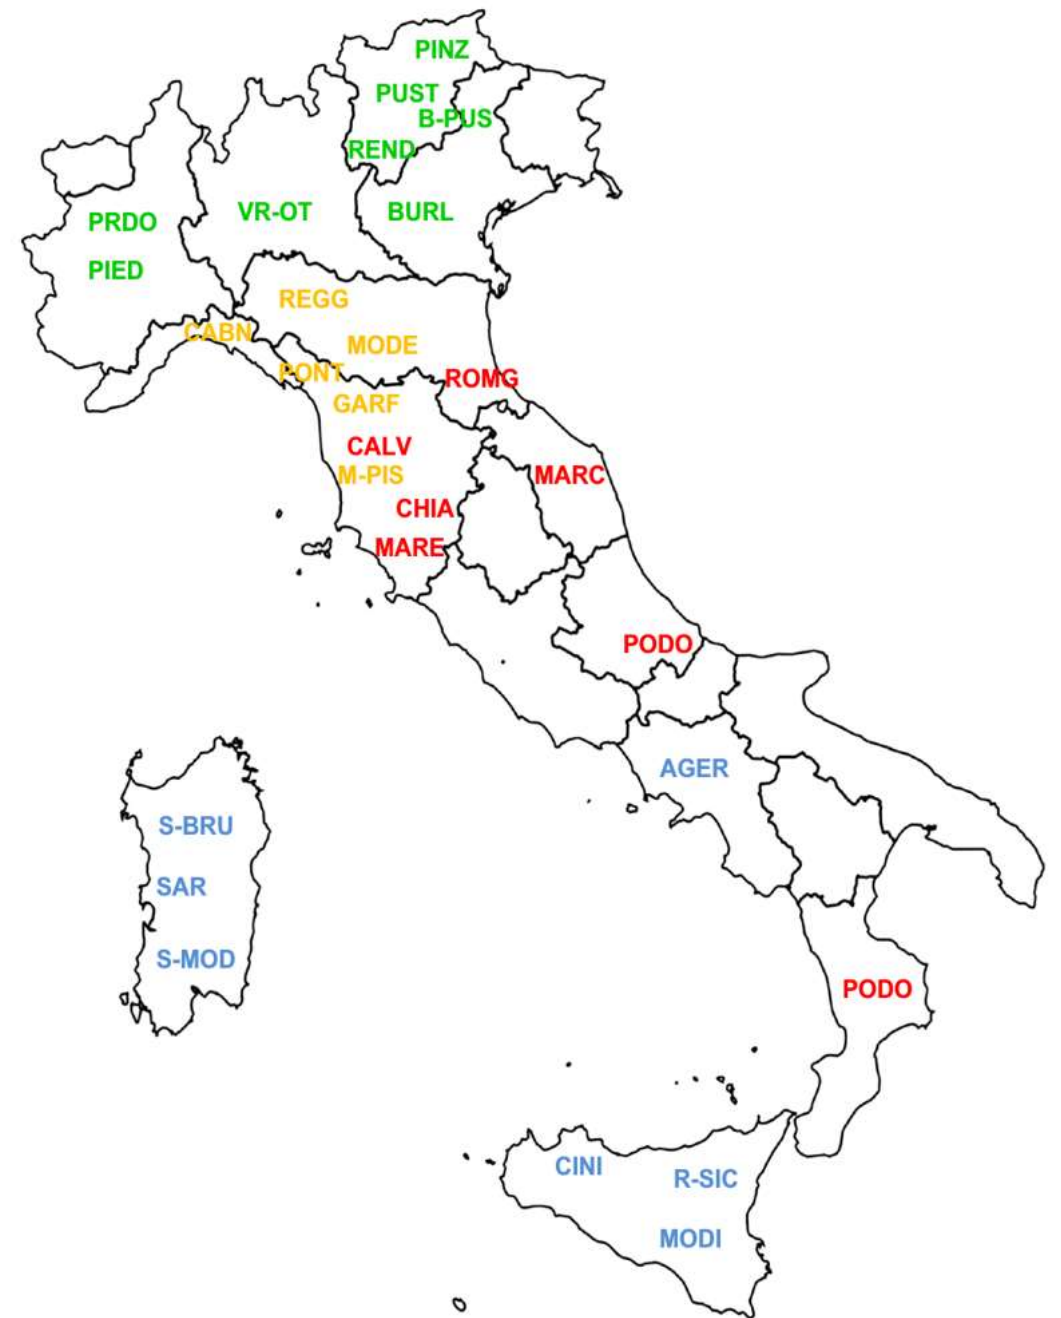 PINZ
PUST
B-PUS
REND
PRDO
VR-OT
BURL
PIED
REGG
CABN
MODE
PONT
ROMG
GARF
CALV
M-PIS
MARC
CHIA
MARE
PODO
AGER
S-BRU
SAR
S-MOD
PODO
CINI
R-SIC
MODI